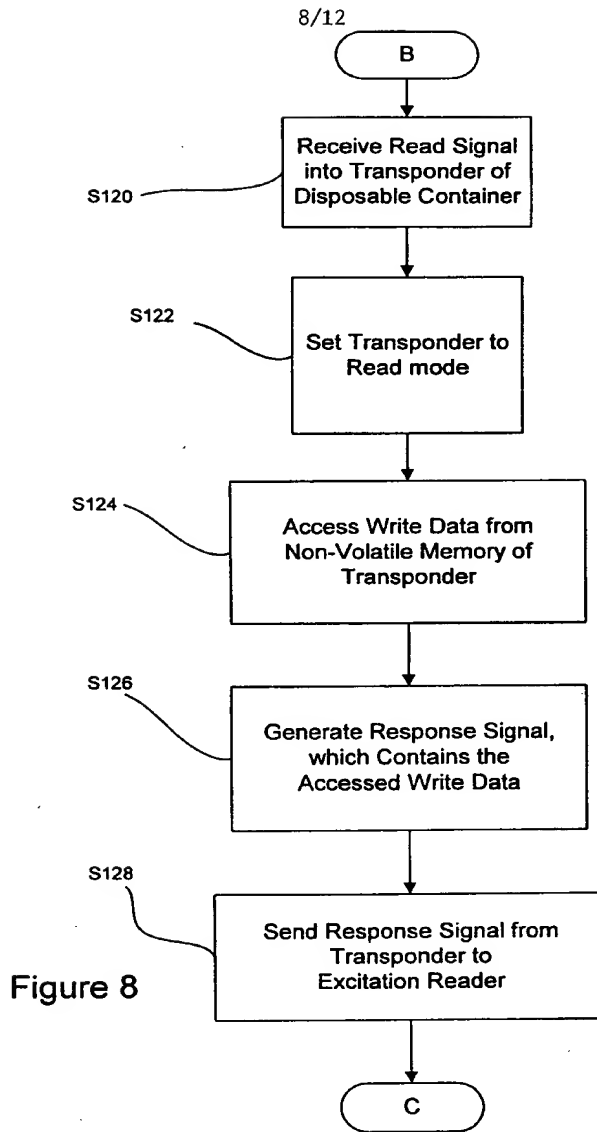 8/12
B
Receive Read Signal
into Transponder of
Disposable Container
S120
S122
Set Transponder to
Read mode
S124
Access Write Data from
Non-Volatile Memory of
Transponder
S126
Generate Response Signal,
which Contains the
Accessed Write Data
S128
Send Response Signal from
Transponder to
Excitation Reader
Figure 8
C